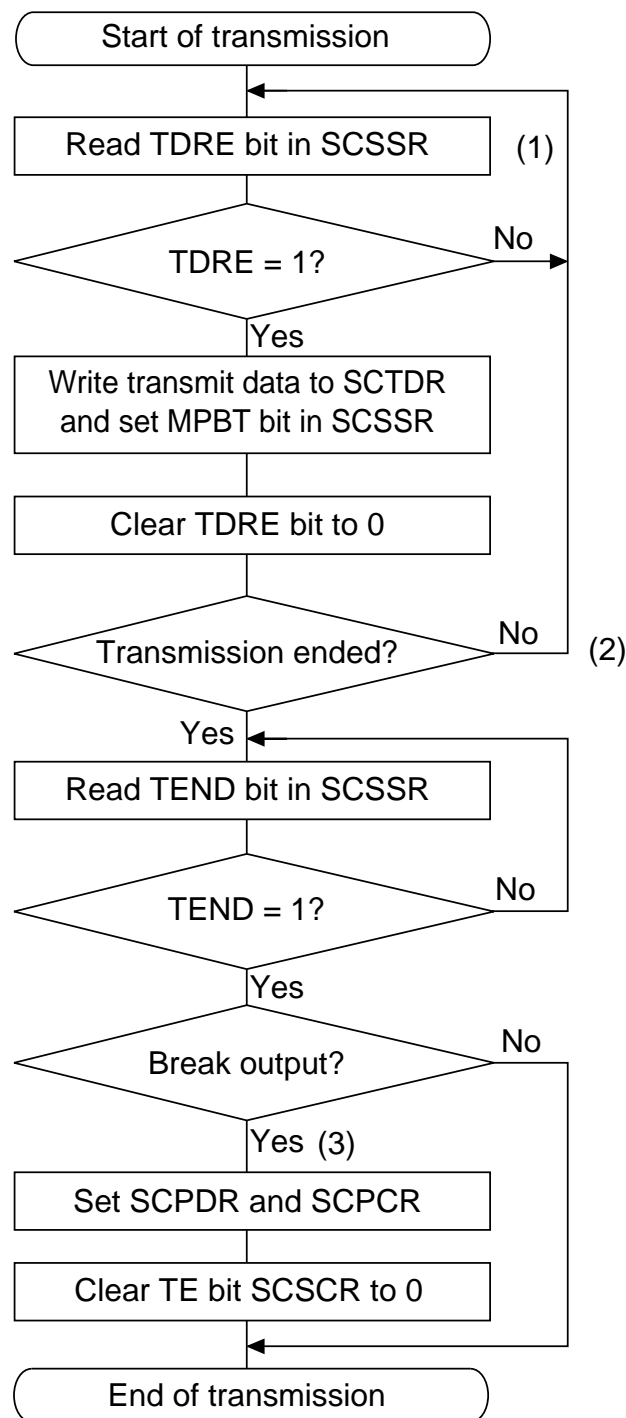 Start of transmission
Read TDRE bit in SCSSR
(1)
TDRE = 1?
No
Yes
Write transmit data to SCTDR
and set MPBT bit in SCSSR
Clear TDRE bit to 0
Transmission ended?
No
(2)
Yes
Read TEND bit in SCSSR
TEND = 1?
No
Yes
Break output?
No
Yes (3)
Set SCPDR and SCPCR
Clear TE bit SCSCR to 0
End of transmission